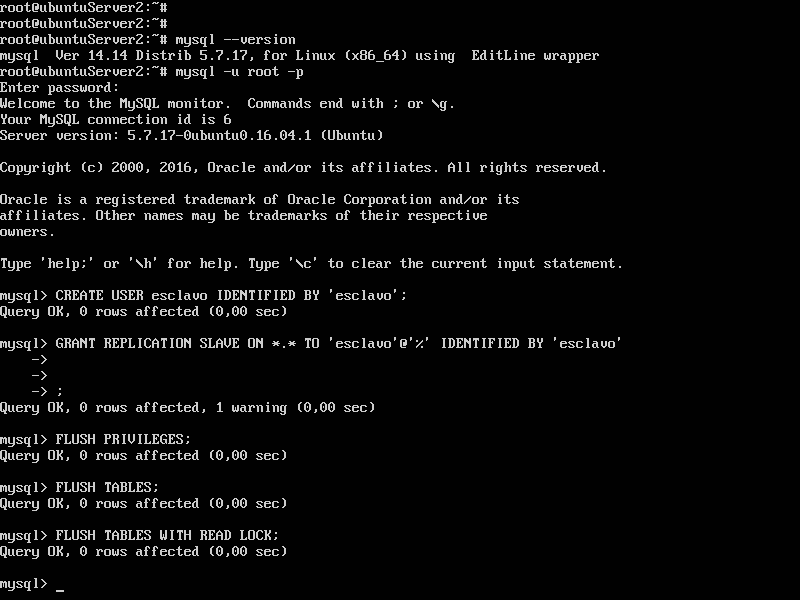 root@ubuntuServer2:~#
root@ubuntuServer2:~#
root@ubuntuServer2:~# mysql --version
mysql  Ver 14.14 Distrib 5.7.17, for Linux (x86_64) using  EditLine wrapper
root@ubuntuServer2:~# mysql -u root -p
Enter password:
Welcome to the MySQL monitor.  Commands end with ; or \g.
Your MySQL connection id is 6
Server version: 5.7.17-0ubuntu0.16.04.1 (Ubuntu)

Copyright (c) 2000, 2016, Oracle and/or its affiliates. All rights reserved.

Oracle is a registered trademark of Oracle Corporation and/or its
affiliates. Other names may be trademarks of their respective
owners.

Type 'help;' or '\h' for help. Type '\c' to clear the current input statement.

mysql> CREATE USER esclavo IDENTIFIED BY 'esclavo';
Query OK, 0 rows affected (0,00 sec)

mysql> GRANT REPLICATION SLAVE ON *.* TO 'esclavo'@'%' IDENTIFIED BY 'esclavo'
    ->
    ->
    -> ;
Query OK, 0 rows affected, 1 warning (0,00 sec)

mysql> FLUSH PRIVILEGES;
Query OK, 0 rows affected (0,00 sec)

mysql> FLUSH TABLES;
Query OK, 0 rows affected (0,00 sec)

mysql> FLUSH TABLES WITH READ LOCK;
Query OK, 0 rows affected (0,00 sec)

mysql> _